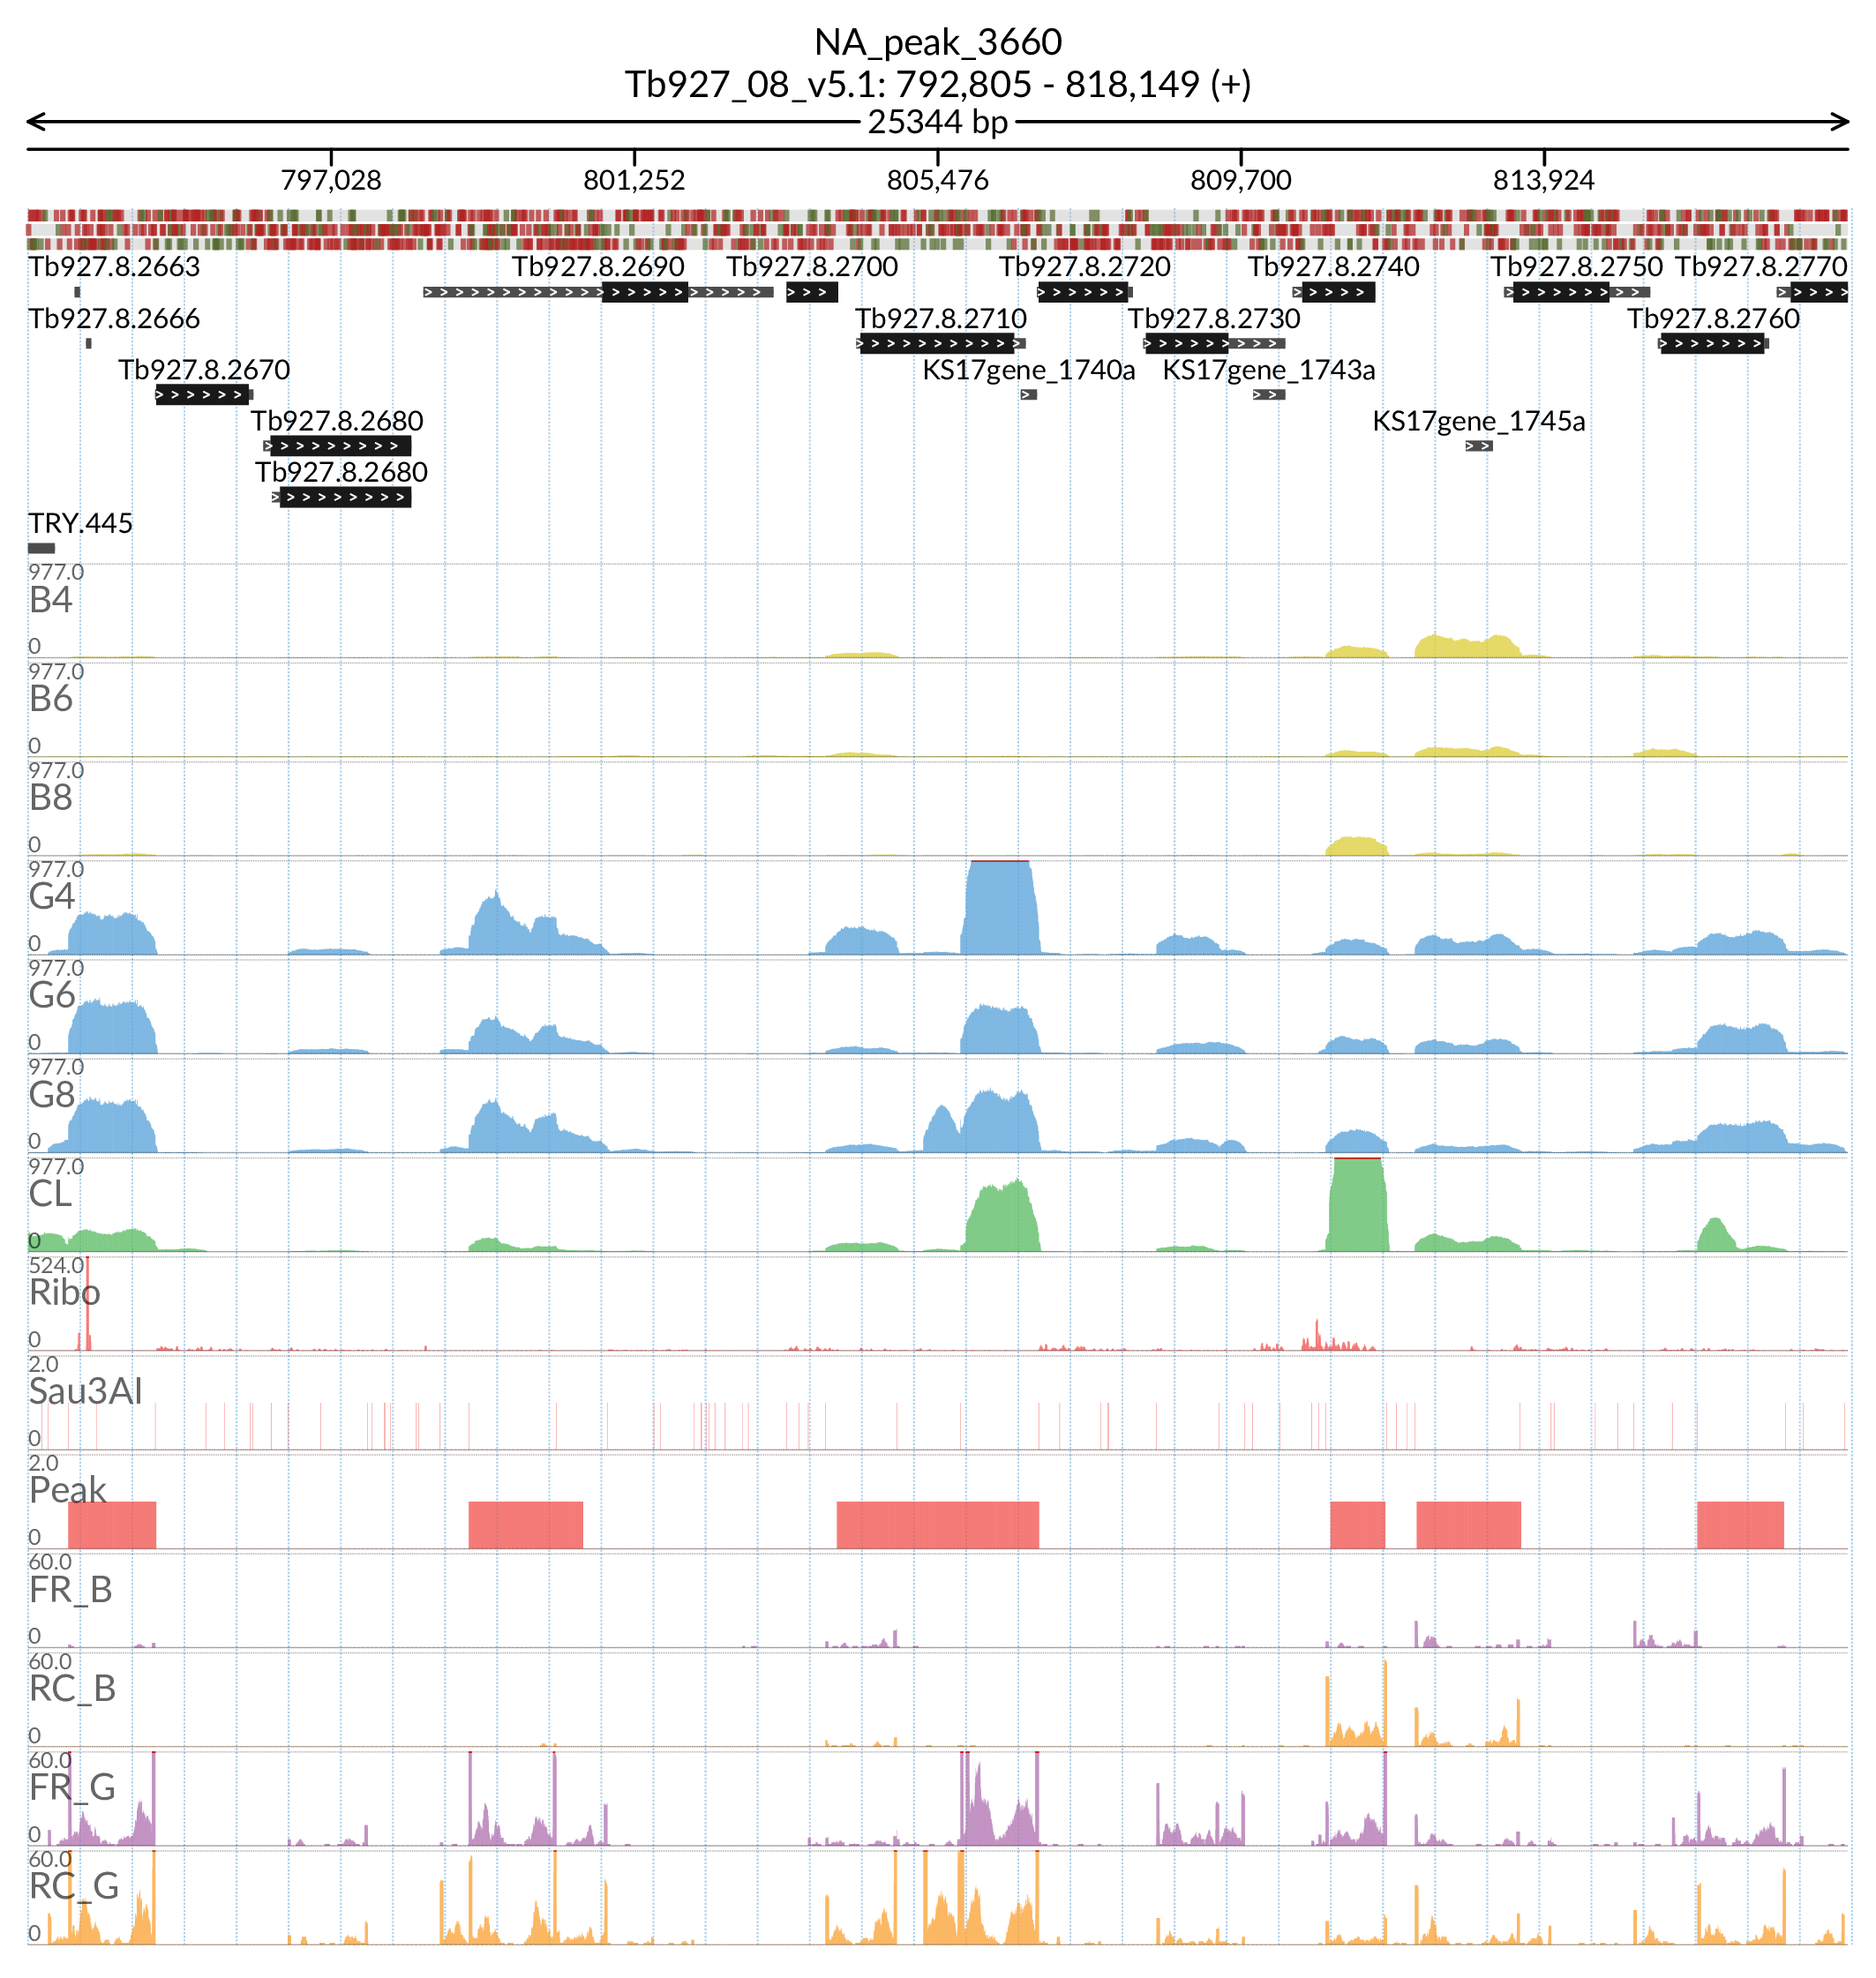 NA_peak_3660
Tb927_08_v5.1: 792,805 - 818,149 (+)
25344 bp
797,028 801,252 805,476 809,700 813,924
Tb927.8.2663 Tb927.8.2690 Tb927.8.2700 Tb927.8.2720 Tb927.8.2740 Tb927.8.2750 Tb927.8.2770
Tb927.8.2666 Tb927.8.2710 Tb927.8.2730 Tb927.8.2760
Tb927.8.2670 KS17gene_1740a KS17gene_1743a
Tb927.8.2680 KS17gene_1745a
Tb927.8.2680
TRY.445
977.0
B4
0
977.0
B6
0
977.0
B8
0
977.0
G4
0
977.0
G6
0
977.0
G8
0
977.0
CL
0
524.0
Ribo
0
2.0
Sau3AI
0
2.0
Peak
0
60.0
FR_B
0
60.0
RC_B
0
60.0
FR_G
0
60.0
RC_G
0